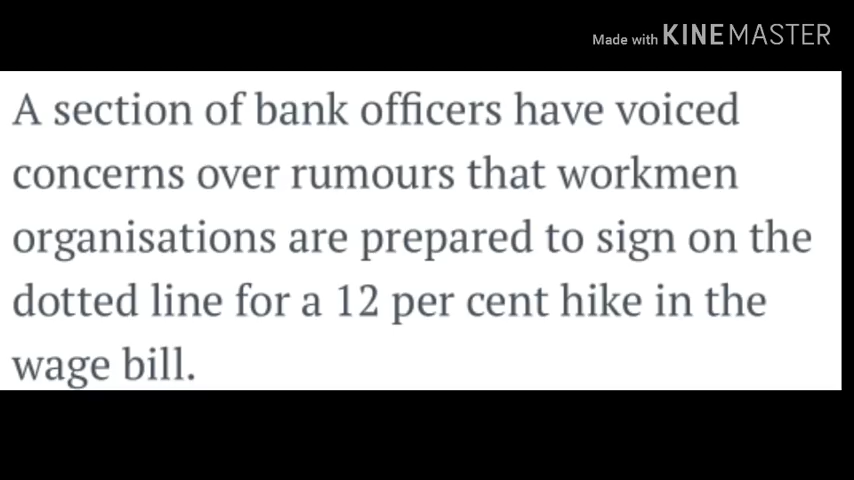 Made with KINEMASTER
A section of bank officers have voiced
concerns over rumours that workmen
organisations are prepared to sign on the
dotted line for a 12 per cent hike in the
wage bill.